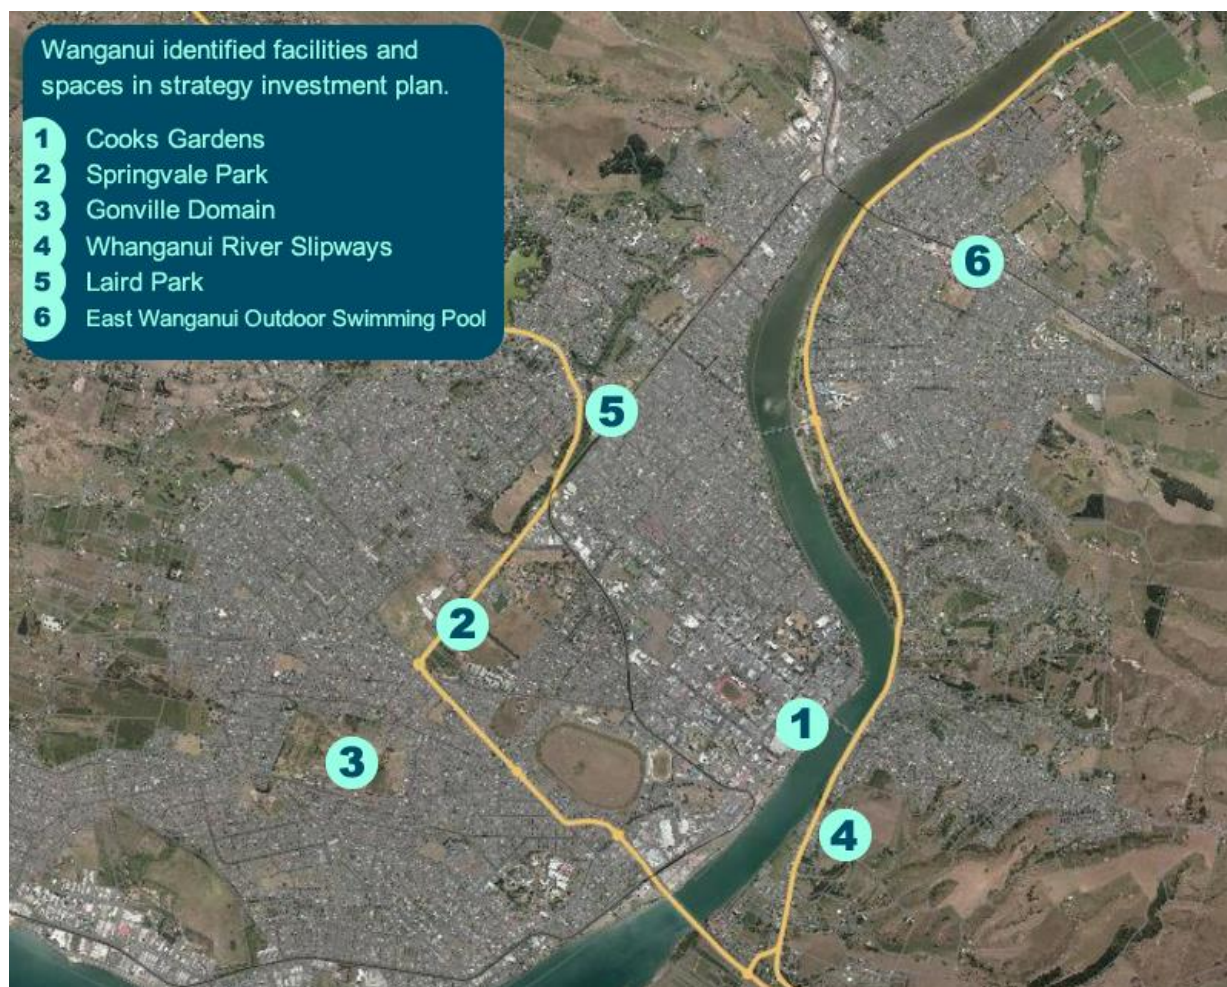 Wanganui identified facilities and
spaces in strategy investment plan.
1 Cooks Gardens
2 Springvale Park
3 Gonville Domain
4 Whanganui River Slipways
5 Laird Park
6 East Wanganui Outdoor Swimming Pool
6
5
2
1
3
4